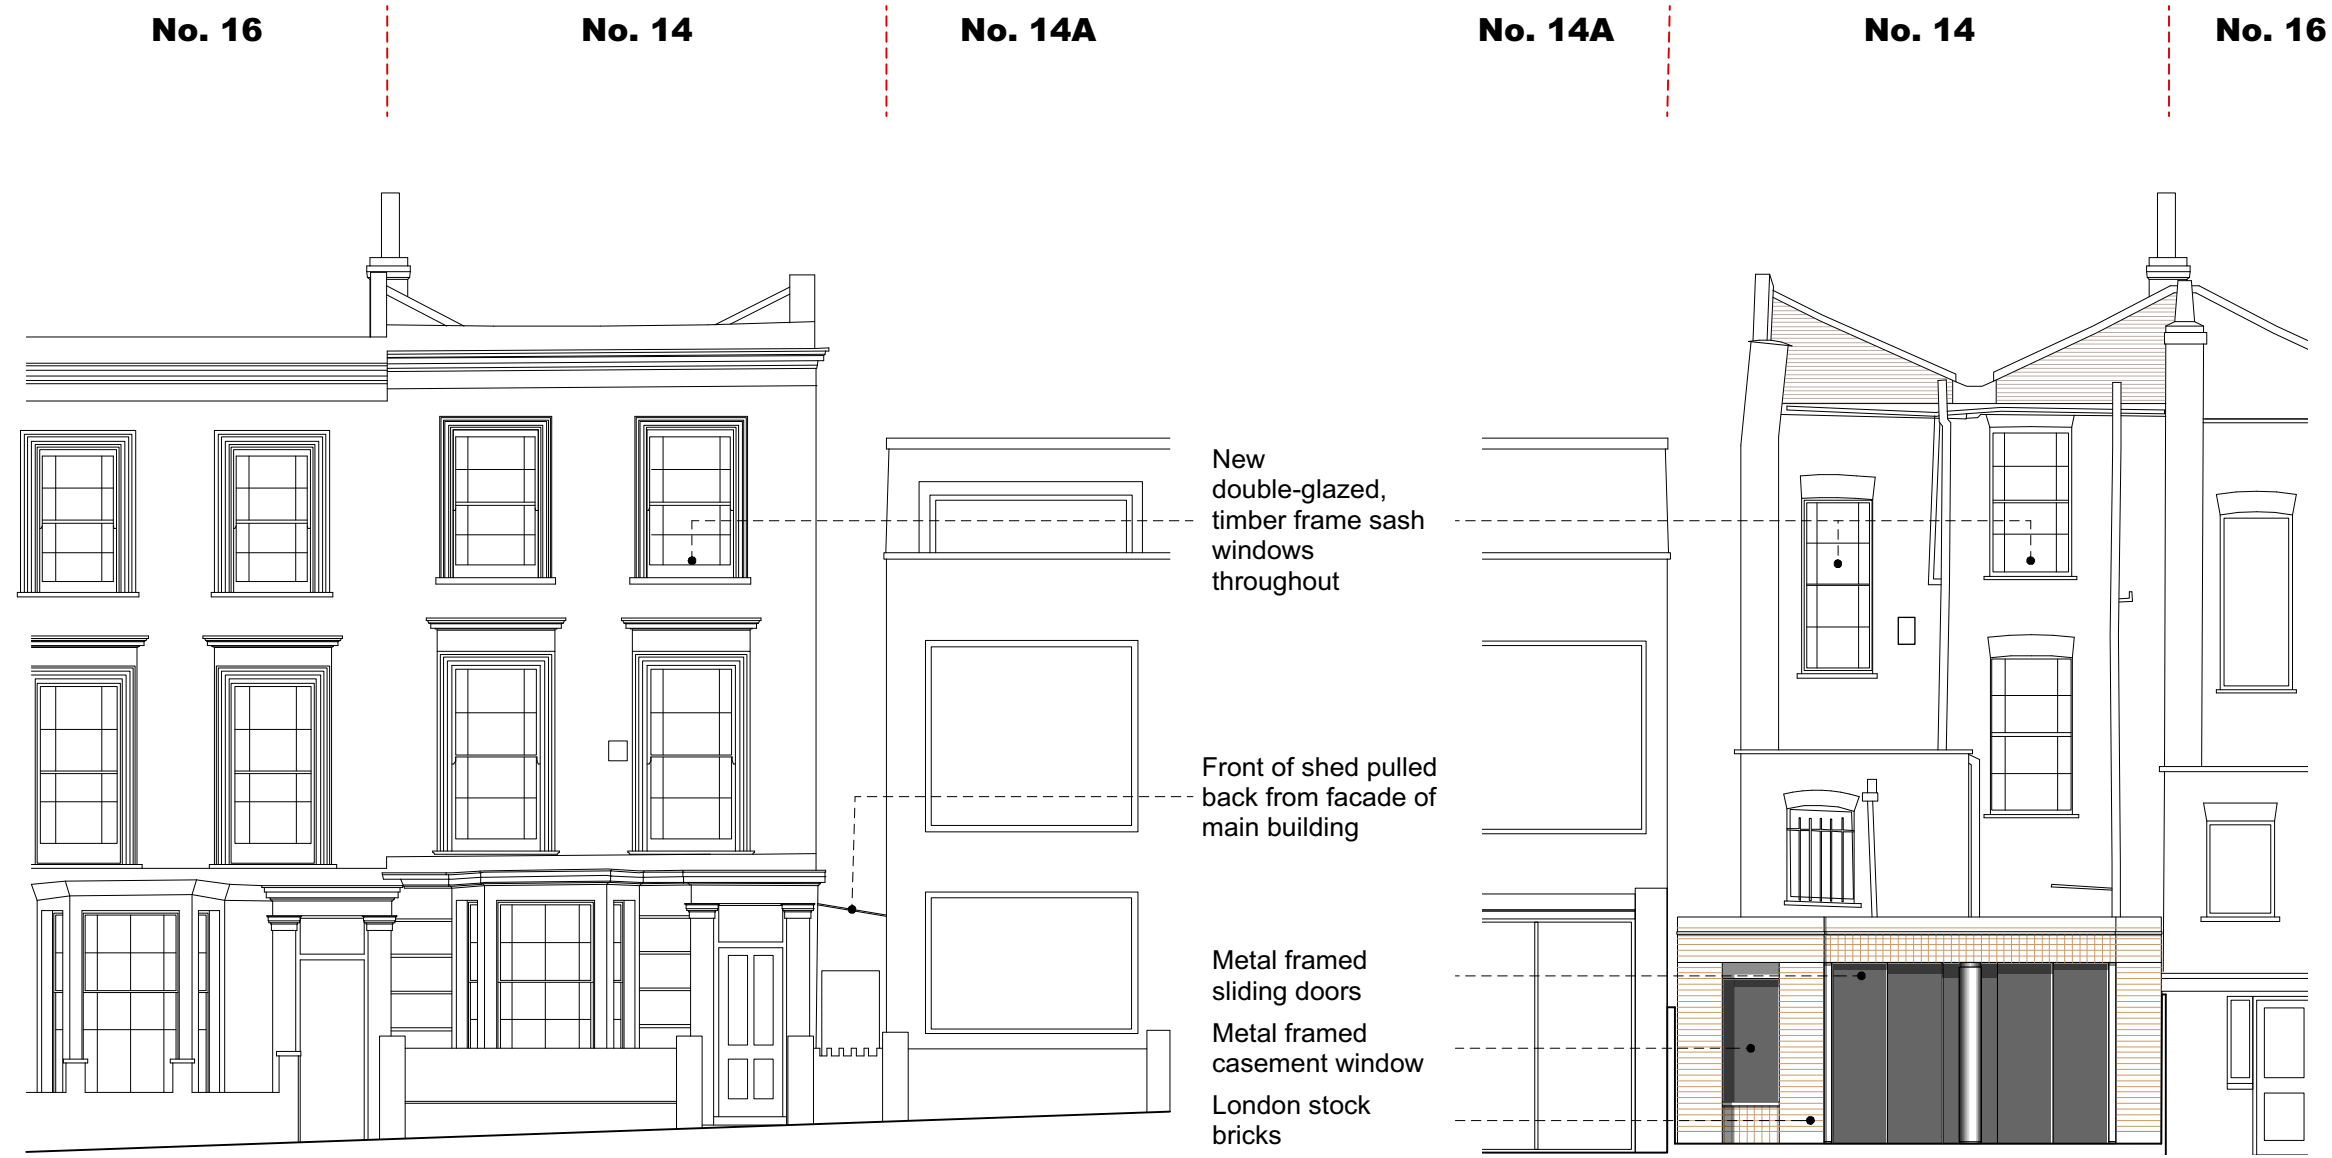 No. 16
No. 14
No. 14A
No. 14A
No. 14
No. 16
New
double-glazed,
timber frame sash
windows
throughout
Front of shed pulled
back from facade of
main building
Metal framed
sliding doors
Metal framed
casement window
London stock
bricks